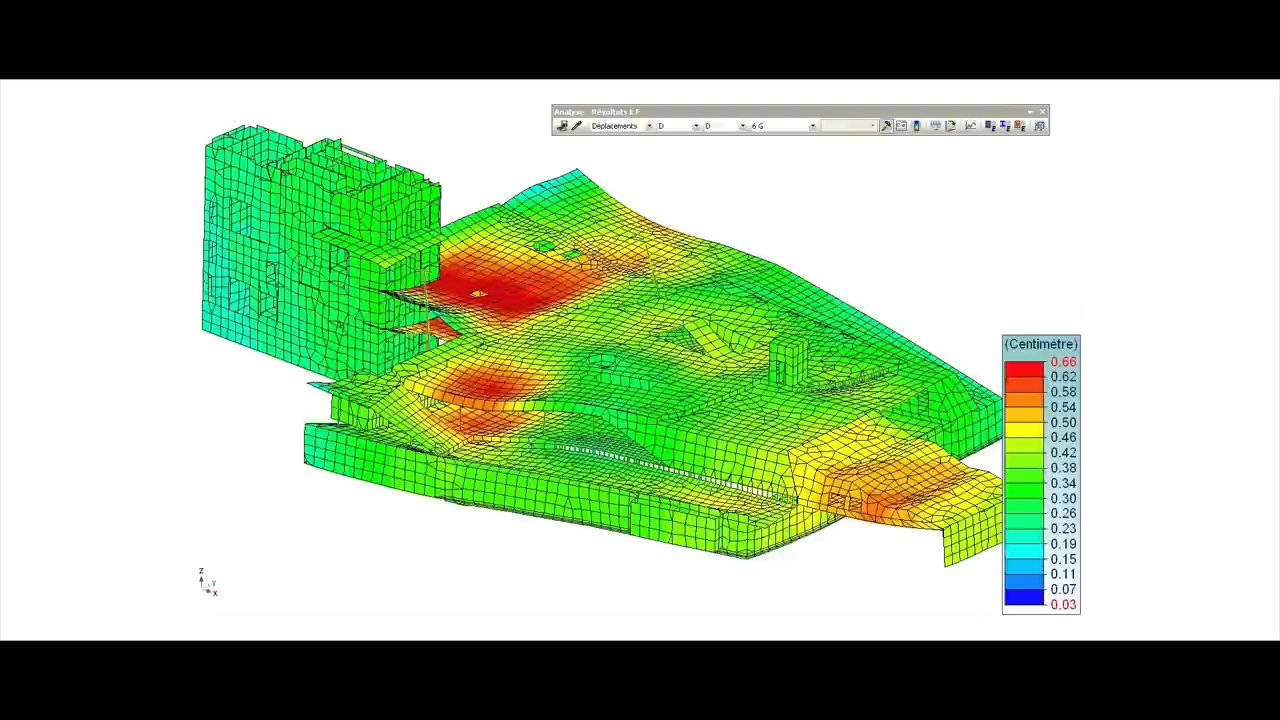 Analyse Résultats E.F
Déplacements D D 6 G
(Centimètre)
0.66
0.62
0.58
0.54
0.50
0.46
0.42
0.38
0.34
0.30
0.26
0.23
0.19
0.15
0.11
0.07
0.03
Z
Y
X